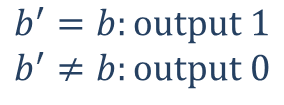 b′ = b: output 1
b′ ≠ b: output 0